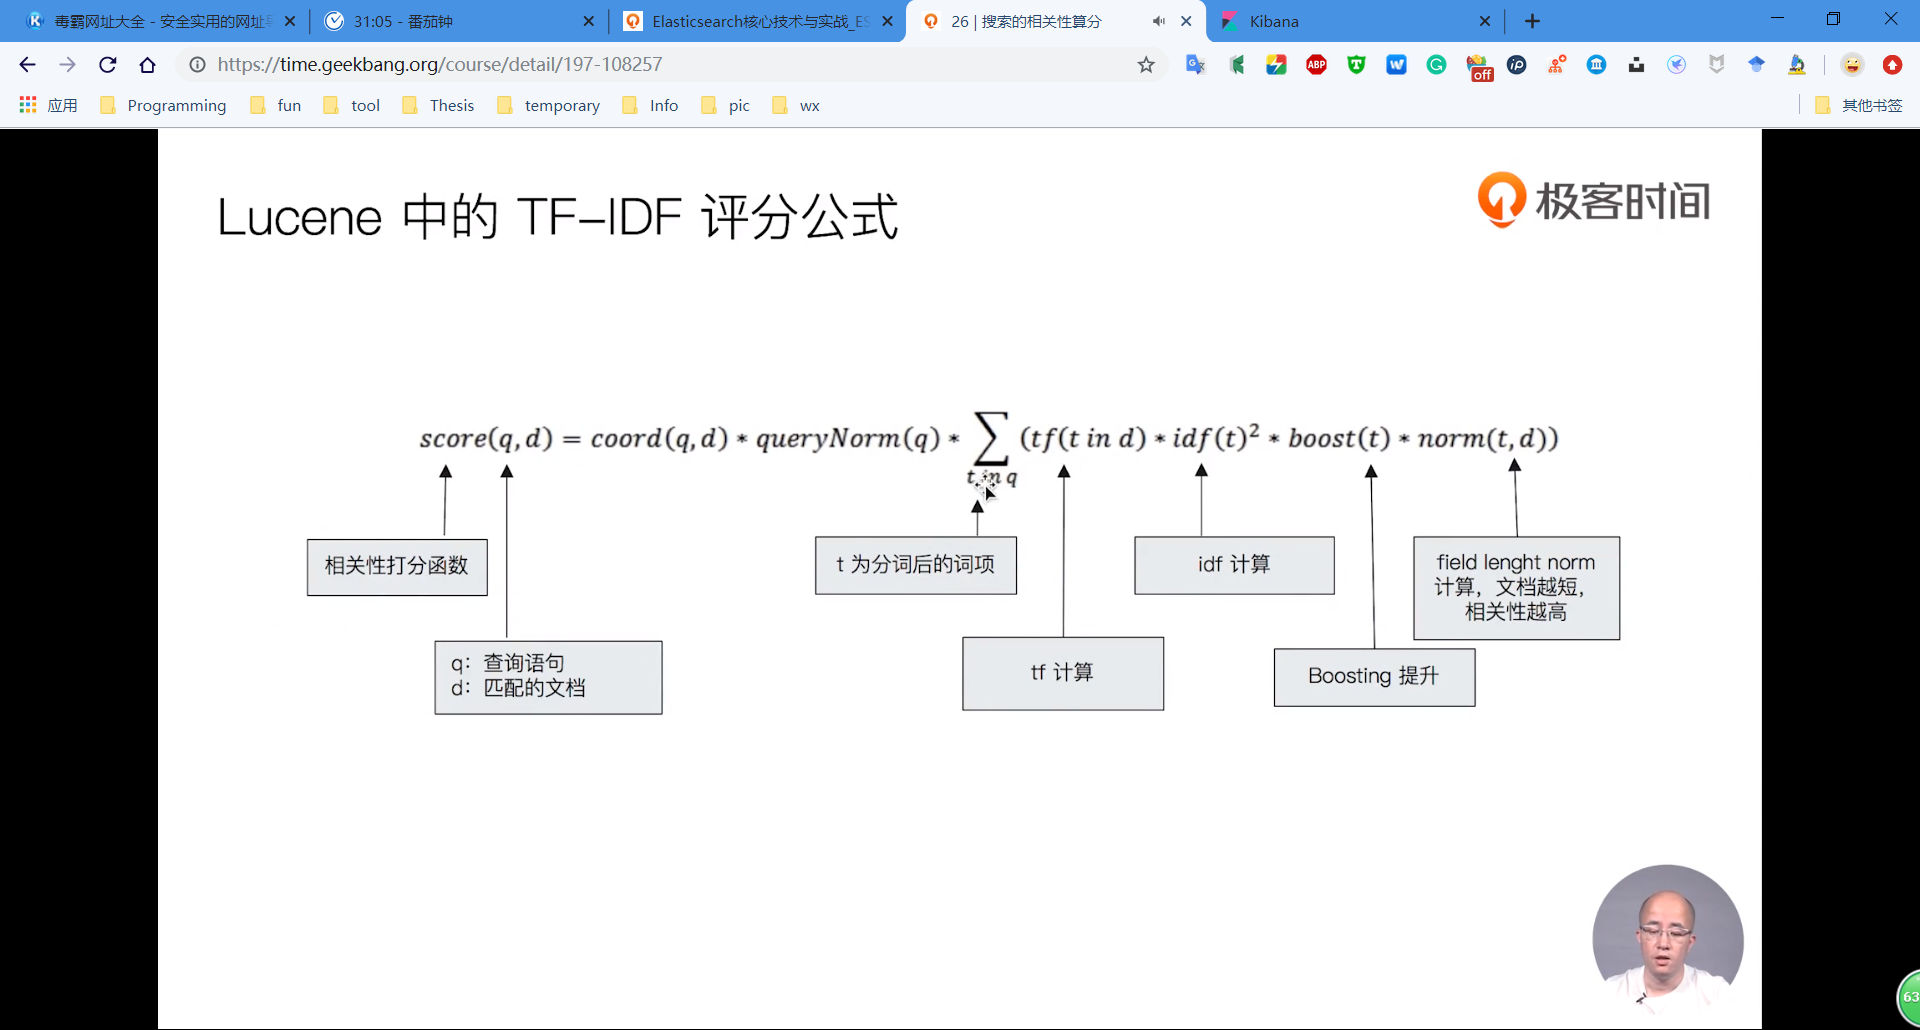 毒霸网址大全 - 安全实用的网址导
31:05 - 番茄钟
Elasticsearch核心技术与实战_ES
26 | 搜索的相关性算分
Kibana
https://time.geekbang.org/course/detail/197-108257
ABP
off
应用
Programming
fun
tool
Thesis
temporary
Info
pic
wx
其他书签
Lucene 中的 TF-IDF 评分公式
极客时间
score(q,d) = coord(q,d) * queryNorm(q) * ∑ (tf(t in d) * idf(t)² * boost(t) * norm(t,d))
t in q
相关性打分函数
t 为分词后的词项
idf 计算
field lenght norm
计算，文档越短，
相关性越高
q：查询语句
d：匹配的文档
tf 计算
Boosting 提升
63